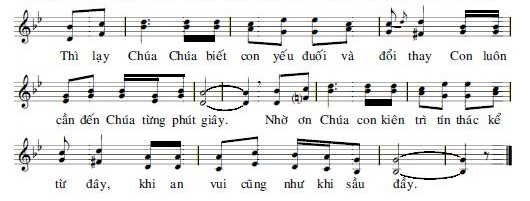 Thì lạy Chúa Chúa biết con yếu đuối và đổi thay Con luôn
cần đến Chúa từng phút giây. Nhờ ơn Chúa con kiên trì tín thác kể
từ đây, khi an vui cũng như khi sầu đầy.